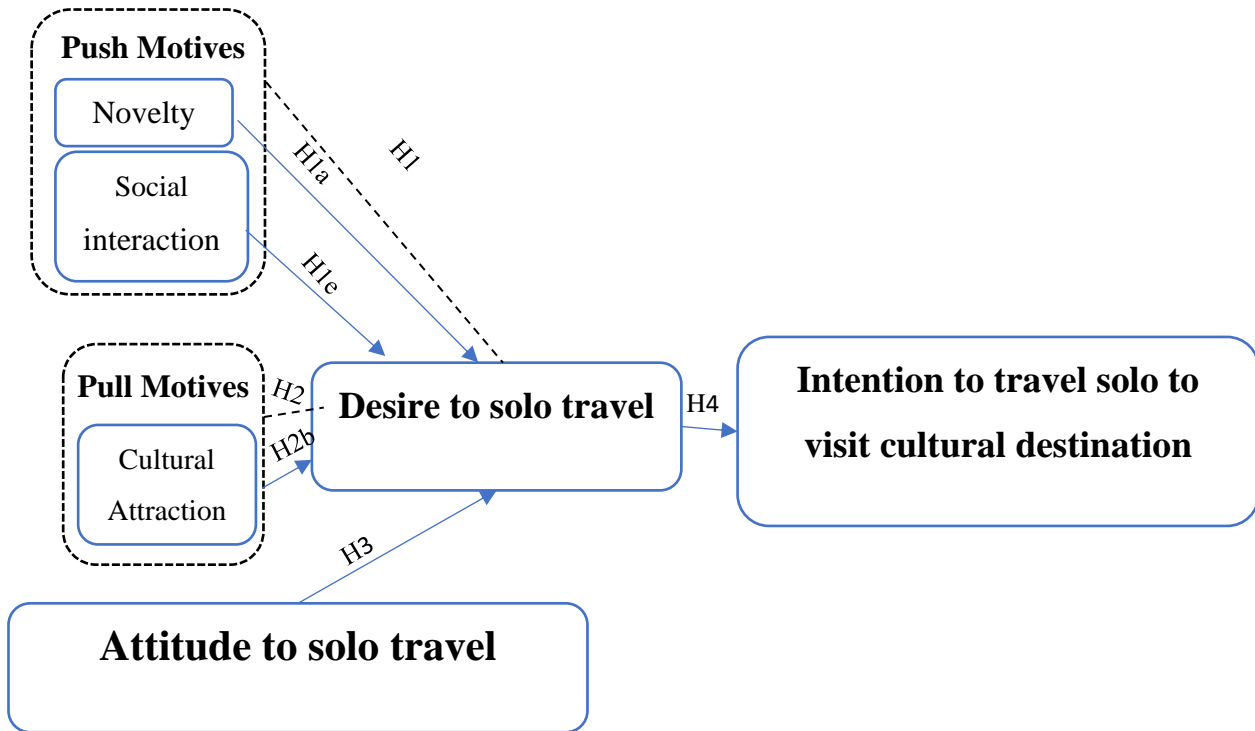 Push Motives
Novelty
Social
interaction
H1
H1a
H1e
Pull Motives
Cultural
Attraction
H2
H2b
Desire to solo travel
H4
Intention to travel solo to
visit cultural destination
H3
Attitude to solo travel